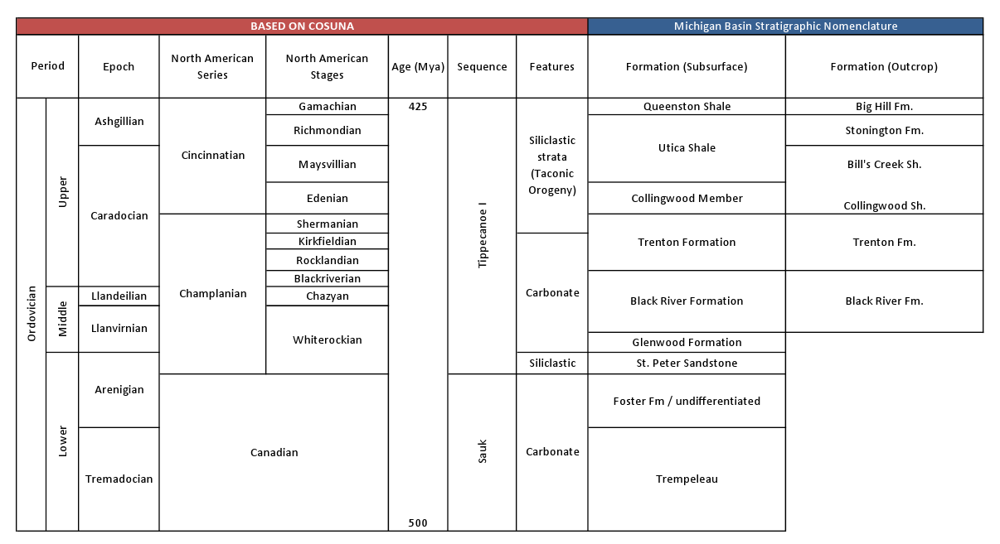 BASED ON COSUNA
Michigan Basin Stratigraphic Nomenclature
Period
Epoch
North American
Series
North American
Stages
Age (Mya)
Sequence
Features
Formation (Subsurface)
Formation (Outcrop)
Ordovician
Upper
Middle
Lower
Ashgillian
Caradocian
Llandeilian
Llanvirnian
Arenigian
Tremadocian
Cincinnatian
Champlanian
Canadian
Gamachian
Richmondian
Maysvillian
Edenian
Shermanian
Kirkfieldian
Rocklandian
Blackriverian
Chazyan
Whiterockian
425
500
Tippecanoe I
Sauk
Siliclastic
strata
(Taconic
Orogeny)
Carbonate
Siliclastic
Carbonate
Queenston Shale
Utica Shale
Collingwood Member
Trenton Formation
Black River Formation
Glenwood Formation
St. Peter Sandstone
Foster Fm / undifferentiated
Trempeleau
Big Hill Fm.
Stonington Fm.
Bill's Creek Sh.
Collingwood Sh.
Trenton Fm.
Black River Fm.